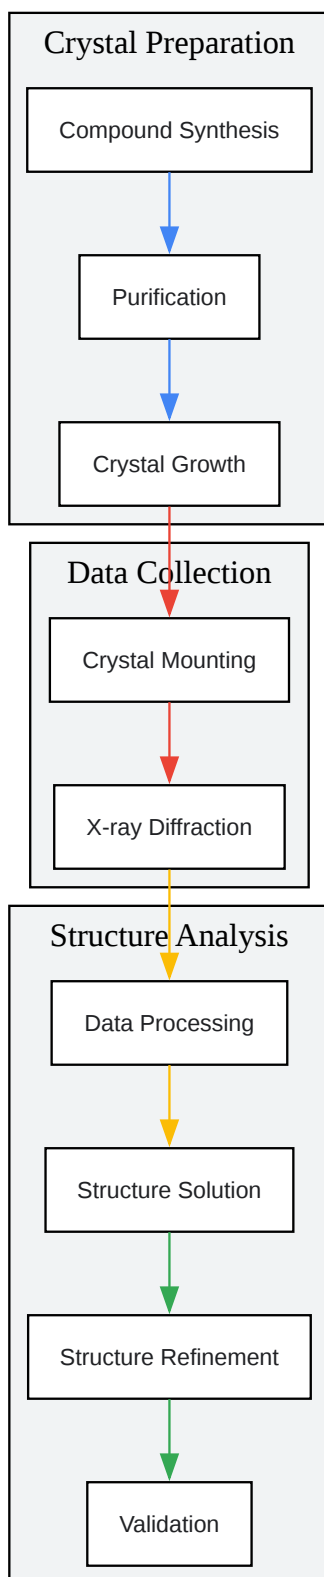 Crystal Preparation
Compound Synthesis
Purification
Crystal Growth
Data Collection
Crystal Mounting
X-ray Diffraction
Structure Analysis
Data Processing
Structure Solution
Structure Refinement
Validation